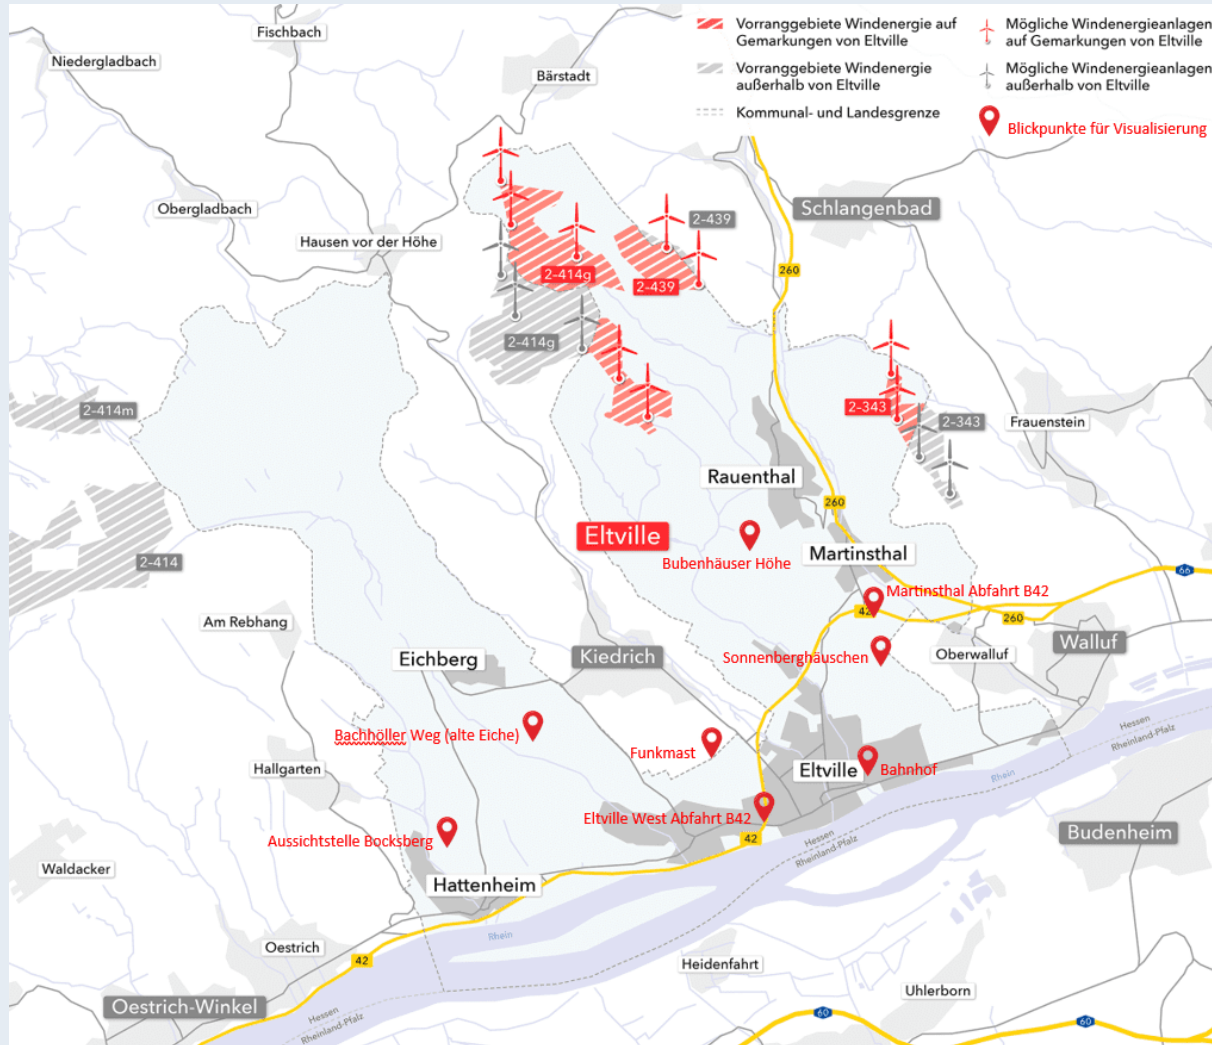 Vorranggebiete Windenergie auf
Gemarkungen von Eltville
Mögliche Windenergieanlagen
auf Gemarkungen von Eltville
Vorranggebiete Windenergie
außerhalb von Eltville
Mögliche Windenergieanlagen
außerhalb von Eltville
Kommunal- und Landesgrenze
Blickpunkte für Visualisierung
Fischbach
Niedergladbach
Bärstadt
Obergladbach
Schlangenbad
2-439
Hausen vor der Höhe
260
2-414g
2-439
2-414g
2-414m
2-343
2-343
Frauenstein
Rauenthal
260
Eltville
Martinsthal
Bubenhäuser Höhe
2-414
66
Martinsthal Abfahrt B42
42
260
Am Rebhang
Walluf
Eichberg
Kiedrich
Sonnenberghäuschen
Oberwalluf
Hessen
Rheinland-Pfalz
Bachhöller Weg (alte Eiche)
Funkmast
Hallgarten
Eltville
Bahnhof
Rhein
Eltville West Abfahrt B42
42
Hessen
Rheinland-Pfalz
Budenheim
Aussichtstelle Bocksberg
Waldacker
Hattenheim
Rhein
Oestrich
42
Heidenfahrt
Uhlerborn
Oestrich-Winkel
Hessen
Rheinland-Pfalz
60
60